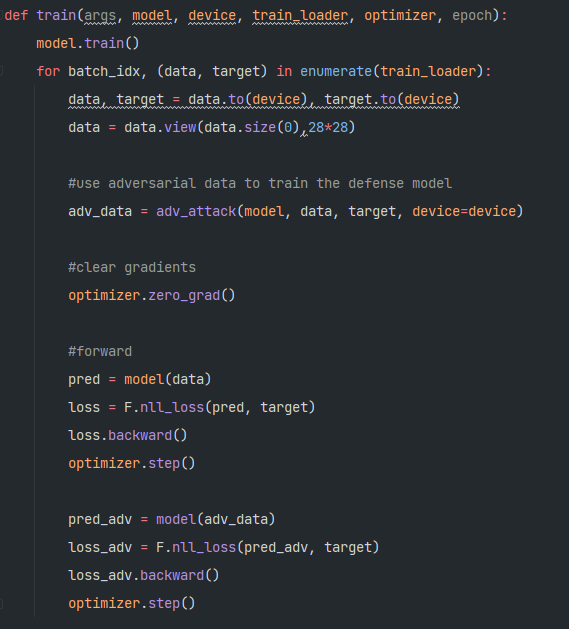 def train(args, model, device, train_loader, optimizer, epoch):
    model.train()
    for batch_idx, (data, target) in enumerate(train_loader):
        data, target = data.to(device), target.to(device)
        data = data.view(data.size(0),28*28)
        #use adversarial data to train the defense model
        adv_data = adv_attack(model, data, target, device=device)
        #clear gradients
        optimizer.zero_grad()
        #forward
        pred = model(data)
        loss = F.nll_loss(pred, target)
        loss.backward()
        optimizer.step()
        pred_adv = model(adv_data)
        loss_adv = F.nll_loss(pred_adv, target)
        loss_adv.backward()
        optimizer.step()